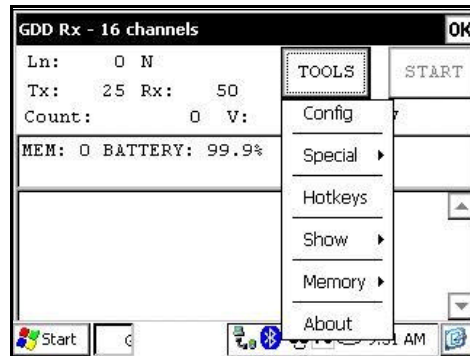 GDD Rx - 16 channels OK
Ln: 0 N
TOOLS START
Tx: 25 Rx: 50
Count: 0 V:
MEM: 0 BATTERY: 99.9%
Config
Special
Hotkeys
Show
Memory
About
Start
AM